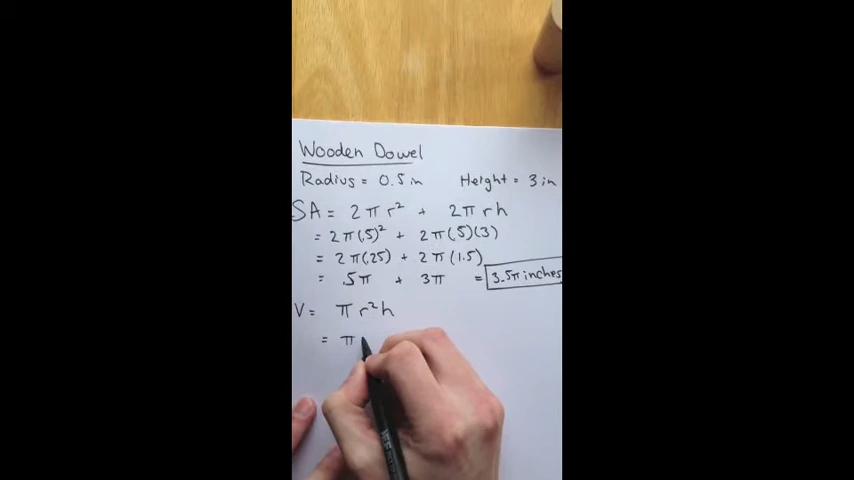 Wooden Dowel
Radius = 0.5 in Height = 3 in
SA = 2πr² + 2πrh
= 2π(.5)² + 2π(.5)(3)
= 2π(.25) + 2π(1.5)
= .5π + 3π = 3.5π inches
V = πr²h
= π